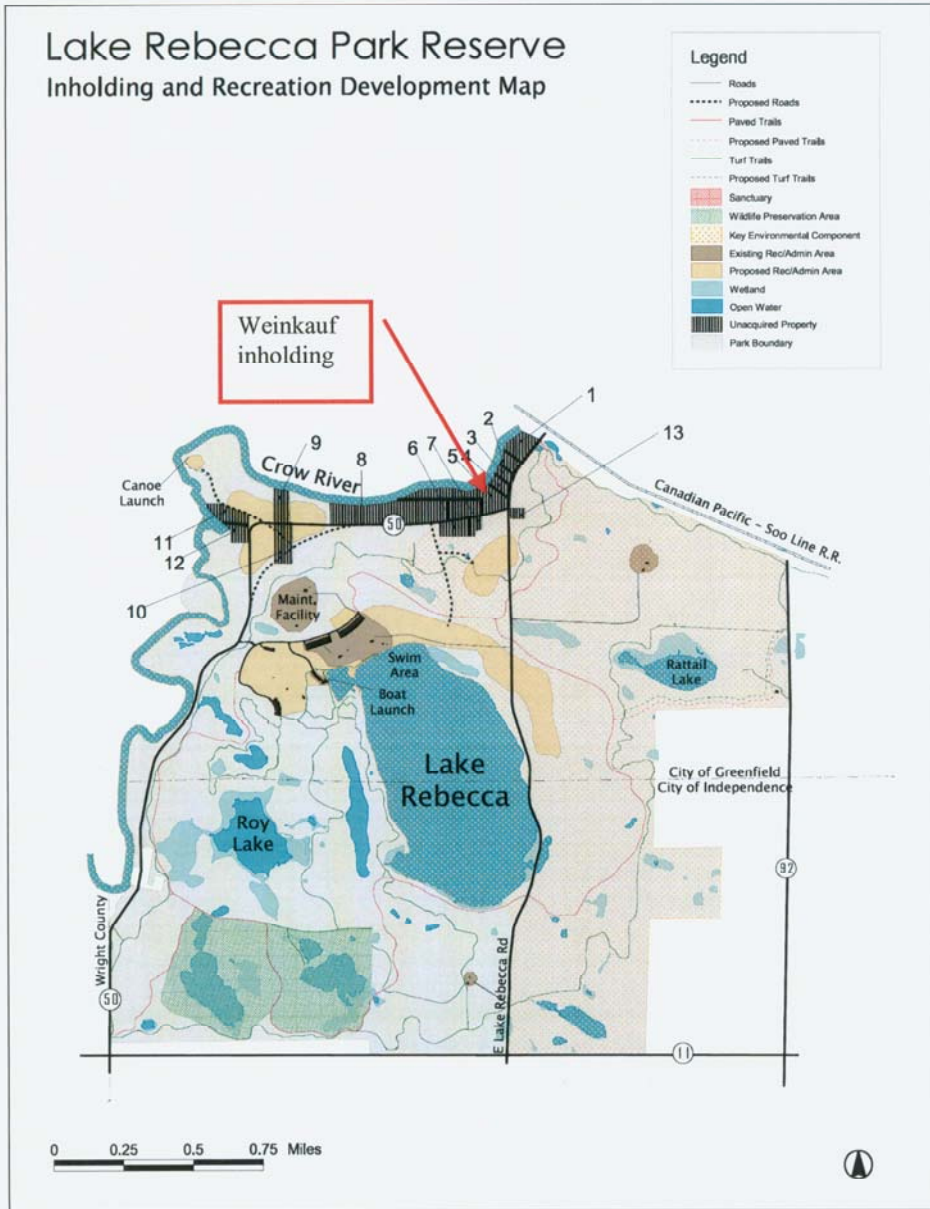 Lake Rebecca Park Reserve
Inholding and Recreation Development Map
Legend
Roads
Proposed Roads
Paved Trails
Proposed Paved Trails
Turf Trails
Proposed Turf Trails
Sanctuary
Wildlife Preservation Area
Key Environmental Component
Existing Rec/Admin Area
Proposed Rec/Admin Area
Wetland
Open Water
Unacquired Property
Park Boundary
Weinkauf
inholding
1
2
3
5 4
7
6
8
9
13
Crow River
Canoe
Launch
50
Canadian Pacific - Soo Line R.R.
11
12
10
Maint.
Facility
Swim
Area
Boat
Launch
Rattail
Lake
Lake
Rebecca
City of Greenfield
City of Independence
Roy
Lake
92
Wright County
50
E Lake Rebecca Rd
11
0 0.25 0.5 0.75 Miles